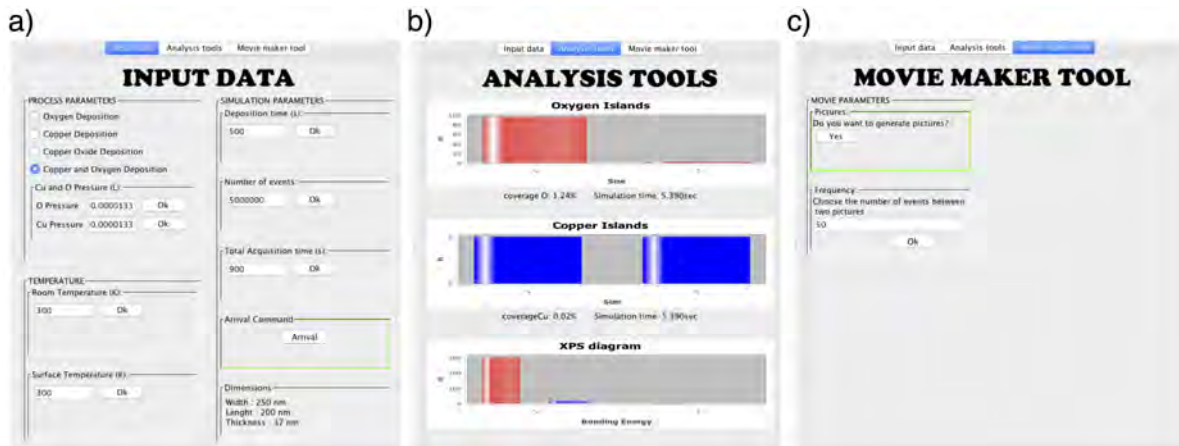 a)
Analysis tools
Movie maker tool
INPUT DATA
PROCESS PARAMETERS
Oxygen Deposition
Copper Deposition
Copper Oxide Deposition
Copper and Oxygen Deposition
Cu and O Pressure (L)
O Pressure 0.0000133 Ok
Cu Pressure 0.0000133 Ok
TEMPERATURE
Room Temperature (K)
300 Ok
Surface Temperature (K)
300 Ok
SIMULATION PARAMETERS
Deposition time (s)
500 Ok
Number of events
5000000 Ok
Total Acquisition time (s)
900 Ok
Arrival Command
Arrival
Dimensions
Width : 250 nm
Lenght : 200 nm
Thickness : 37 nm
b)
Input data
Analysis tools
Movie maker tool
ANALYSIS TOOLS
Oxygen Islands
Size
coverage O: 1.24% Simulation time: 5.390sec
Copper Islands
Size
coverageCu: 0.02% Simulation time: 5.390sec
XPS diagram
Bonding Energy
c)
Input data
Analysis tools
MOVIE MAKER TOOL
MOVIE PARAMETERS
Pictures
Do you want to generate pictures?
Yes
Frequency
Choose the number of events between
two pictures
50
Ok